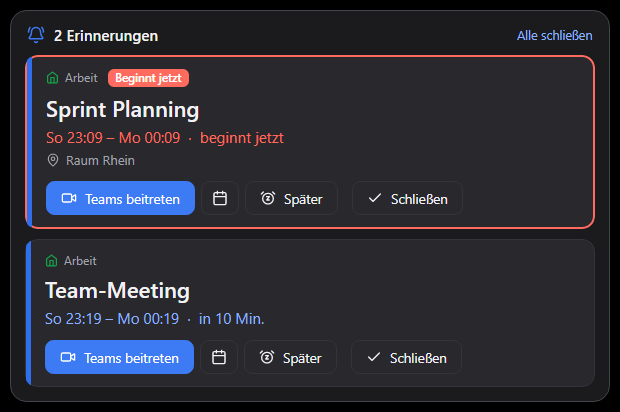 2 Erinnerungen
Alle schließen
Arbeit Beginnt jetzt
Sprint Planning
So 23:09 – Mo 00:09 · beginnt jetzt
Raum Rhein
Teams beitreten Später Schließen
Arbeit
Team-Meeting
So 23:19 – Mo 00:19 · in 10 Min.
Teams beitreten Später Schließen